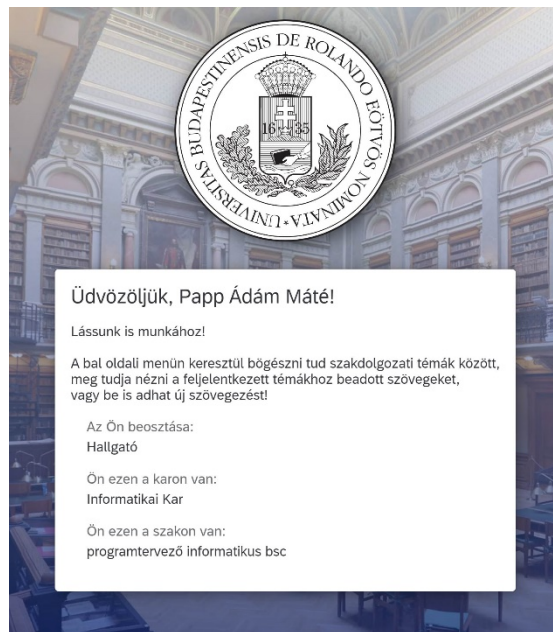 UNIVERSITAS BUDAPESTINENSIS DE ROLANDO EÖTVÖS NOMINATA
16 35
Üdvözöljük, Papp Ádám Máté!
Lássunk is munkához!
A bal oldali menün keresztül bögészni tud szakdolgozati témák között,
meg tudja nézni a feljelentkezett témákhoz beadott szövegeket,
vagy be is adhat új szövegezést!
Az Ön beosztása:
Hallgató
Ön ezen a karon van:
Informatikai Kar
Ön ezen a szakon van:
programtervező informatikus bsc